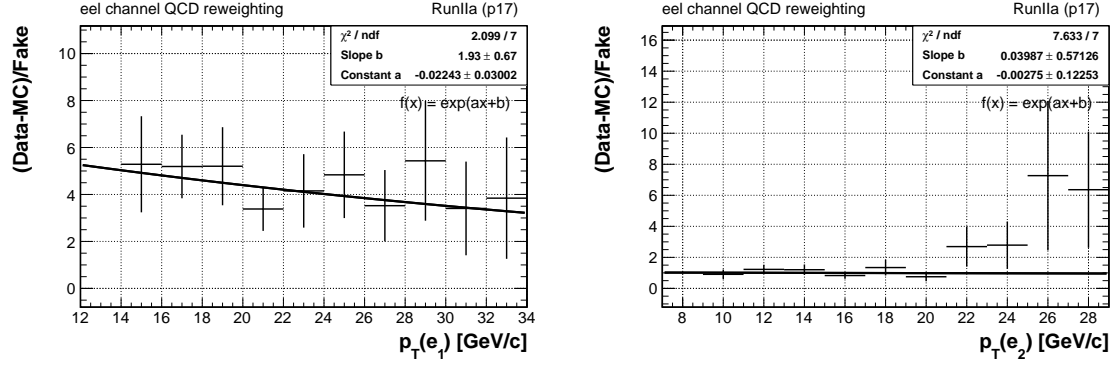 eel channel QCD reweighting RunIIa (p17)
χ² / ndf 2.099 / 7
Slope b 1.93 ± 0.67
Constant a -0.02243 ± 0.03002
f(x) = exp(ax+b)
(Data-MC)/Fake
10
8
6
4
2
0
12 14 16 18 20 22 24 26 28 30 32 34
p_T(e_1) [GeV/c]
eel channel QCD reweighting RunIIa (p17)
χ² / ndf 7.633 / 7
Slope b 0.03987 ± 0.57126
Constant a -0.00275 ± 0.12253
f(x) = exp(ax+b)
(Data-MC)/Fake
16
14
12
10
8
6
4
2
0
8 10 12 14 16 18 20 22 24 26 28
p_T(e_2) [GeV/c]